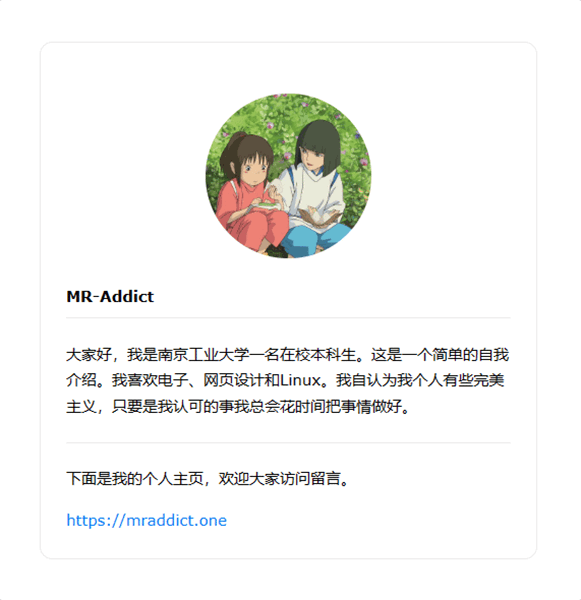 MR-Addict
大家好，我是南京工业大学一名在校本科生。这是一个简单的自我
介绍。我喜欢电子、网页设计和Linux。我自认为我个人有些完美
主义，只要是我认可的事我总会花时间把事情做好。
下面是我的个人主页，欢迎大家访问留言。
https://mraddict.one